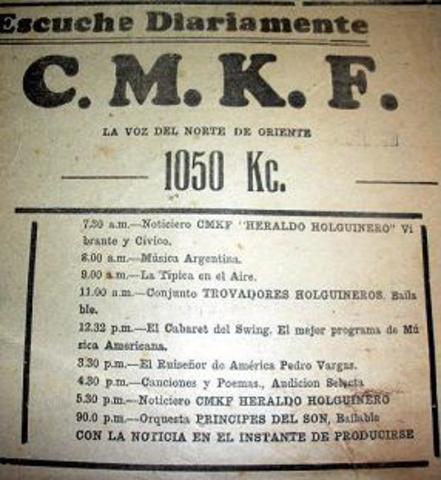 Escuche Diariamente
C. M. K. F.
LA VOZ DEL NORTE DE ORIENTE
1050 Kc.
7.30 a.m.—Noticiero CMKF "HERALDO HOLGUINERO" Vi
brante y Cívico.
8.00 a.m.—Música Argentina.
9.00 a.m.—La Típica en el Aire.
11.00 a.m.—Conjunto TROVADORES HOLGUINEROS. Baila
ble.
12.32 p.m.—El Cabaret del Swing. El mejor programa de Mú
sica Americana.
3.30 p.m.—El Ruiseñor de América Pedro Vargas.
4.30 p.m.—Canciones y Poemas., Audicion Selecta
5.30 p.m.—Noticiero CMKF HERALDO HOLGUINERO
90.0 p.m.—Orquesta PRINCIPES DEL SON, Bailable
CON LA NOTICIA EN EL INSTANTE DE PRODUCIRSE